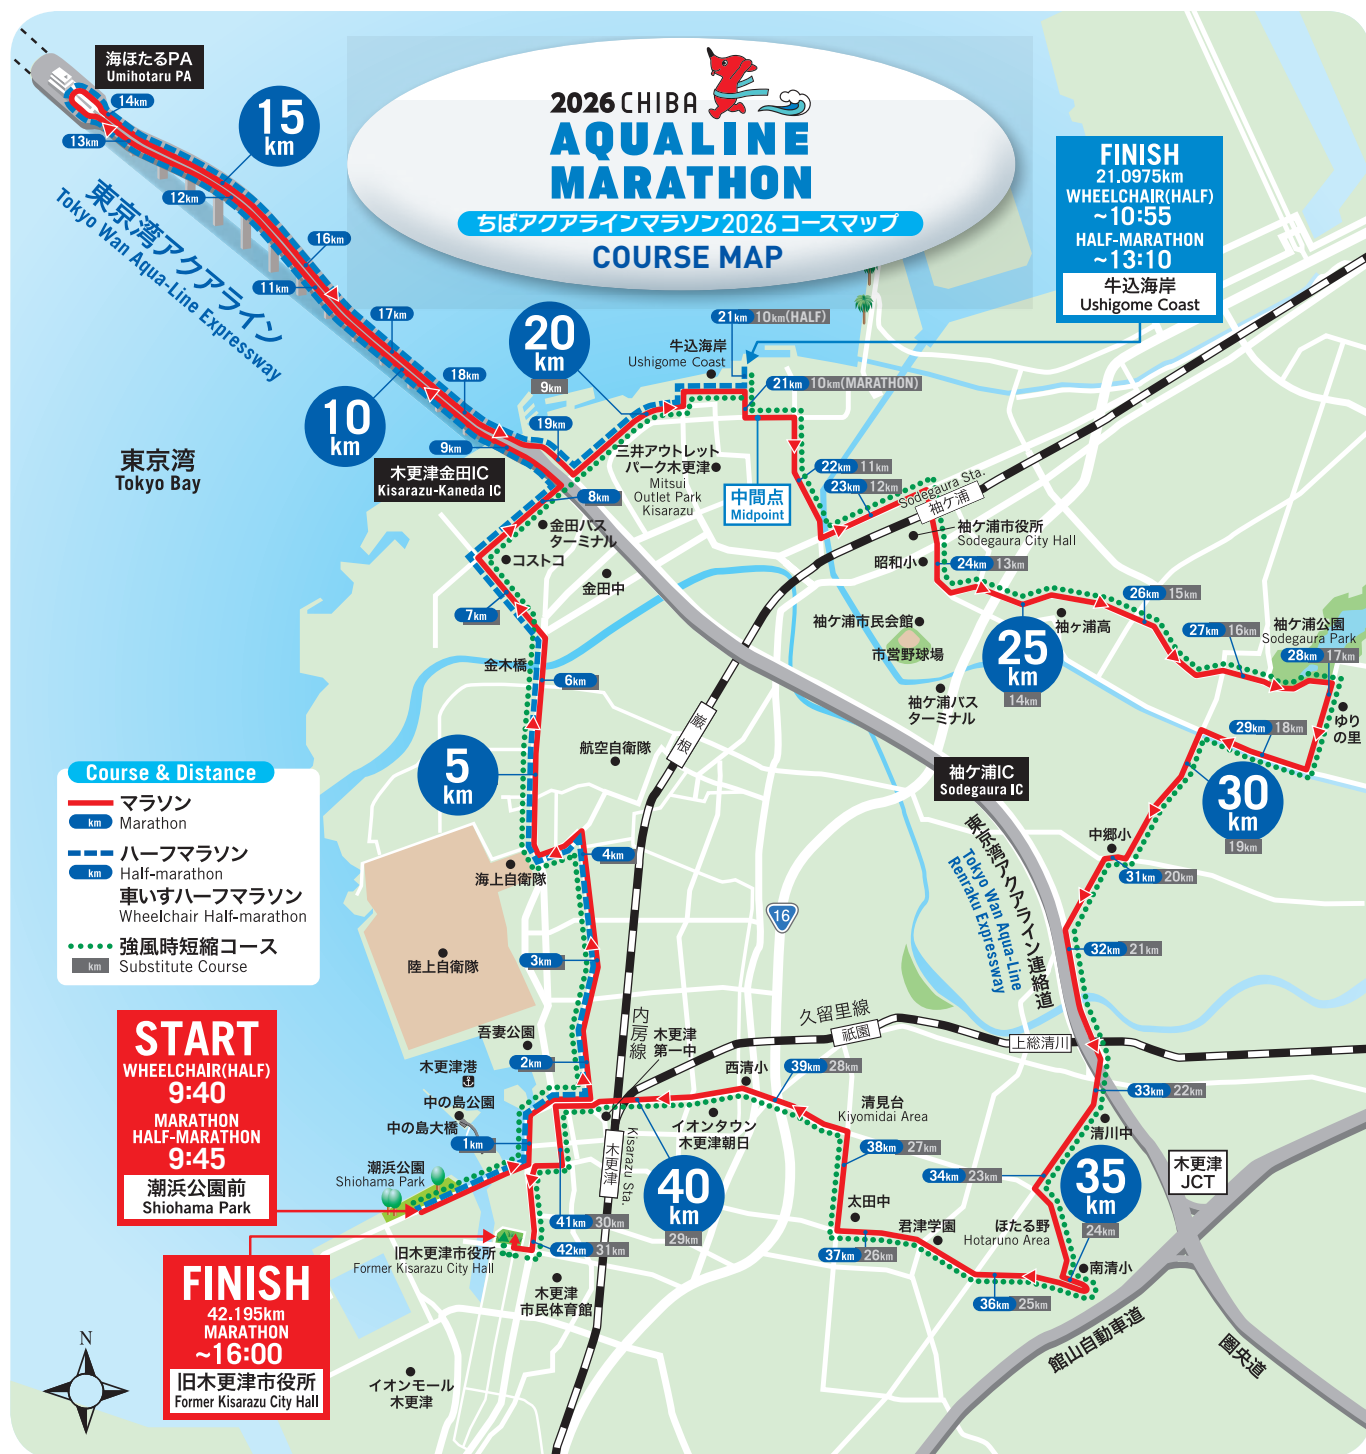 海ほたるPA
Umihotaru PA
2026 CHIBA
AQUALINE
MARATHON
ちばアクアラインマラソン2026 コースマップ
COURSE MAP
FINISH
21.0975km
WHEELCHAIR(HALF)
~10:55
HALF-MARATHON
~13:10
牛込海岸
Ushigome Coast
14km
13km
15
km
12km
16km
11km
17km
10
km
18km
9km
19km
東京湾アクアライン
Tokyo Wan Aqua-Line Expressway
東京湾
Tokyo Bay
木更津金田IC
Kisarazu-Kaneda IC
20
km
9km
21km 10km(HALF)
牛込海岸
Ushigome Coast
21km 10km(MARATHON)
三井アウトレット
パーク木更津
Mitsui
Outlet Park
Kisarazu
中間点
Midpoint
22km 11km
23km 12km
Sodegaura Sta.
袖ケ浦
袖ケ浦市役所
Sodegaura City Hall
昭和小
24km 13km
8km
金田バス
ターミナル
コストコ
金田中
7km
金木橋
6km
袖ケ浦市民会館
市営野球場
25
km
14km
袖ケ浦高
26km 15km
27km 16km
袖ケ浦公園
Sodegaura Park
28km 17km
ゆり
の里
29km 18km
30
km
19km
袖ケ浦バス
ターミナル
巌根
航空自衛隊
5
km
袖ケ浦IC
Sodegaura IC
東京湾アクアライン連絡道
Tokyo Wan Aqua-Line
Renraku Expressway
中郷小
31km 20km
32km 21km
Course & Distance
マラソン
km Marathon
ハーフマラソン
km Half-marathon
車いすハーフマラソン
Wheelchair Half-marathon
強風時短縮コース
km Substitute Course
4km
海上自衛隊
16
陸上自衛隊
3km
START
WHEELCHAIR(HALF)
9:40
MARATHON
HALF-MARATHON
9:45
潮浜公園前
Shiohama Park
内房線
久留里線
祇園
上総清川
吾妻公園
2km
木更津港
中の島公園
中の島大橋
1km
木更津
第一中
西清小
39km 28km
清見台
Kiyomidai Area
イオンタウン
木更津朝日
33km 22km
清川中
38km 27km
34km 23km
35
km
24km
木更津
JCT
潮浜公園
Shiohama Park
木更津
Kisarazu Sta.
40
km
29km
太田中
君津学園
ほたる野
Hotaruno Area
41km 30km
42km 31km
37km 26km
南清小
36km 25km
旧木更津市役所
Former Kisarazu City Hall
木更津
市民体育館
FINISH
42.195km
MARATHON
~16:00
旧木更津市役所
Former Kisarazu City Hall
館山自動車道
圏央道
N
イオンモール
木更津